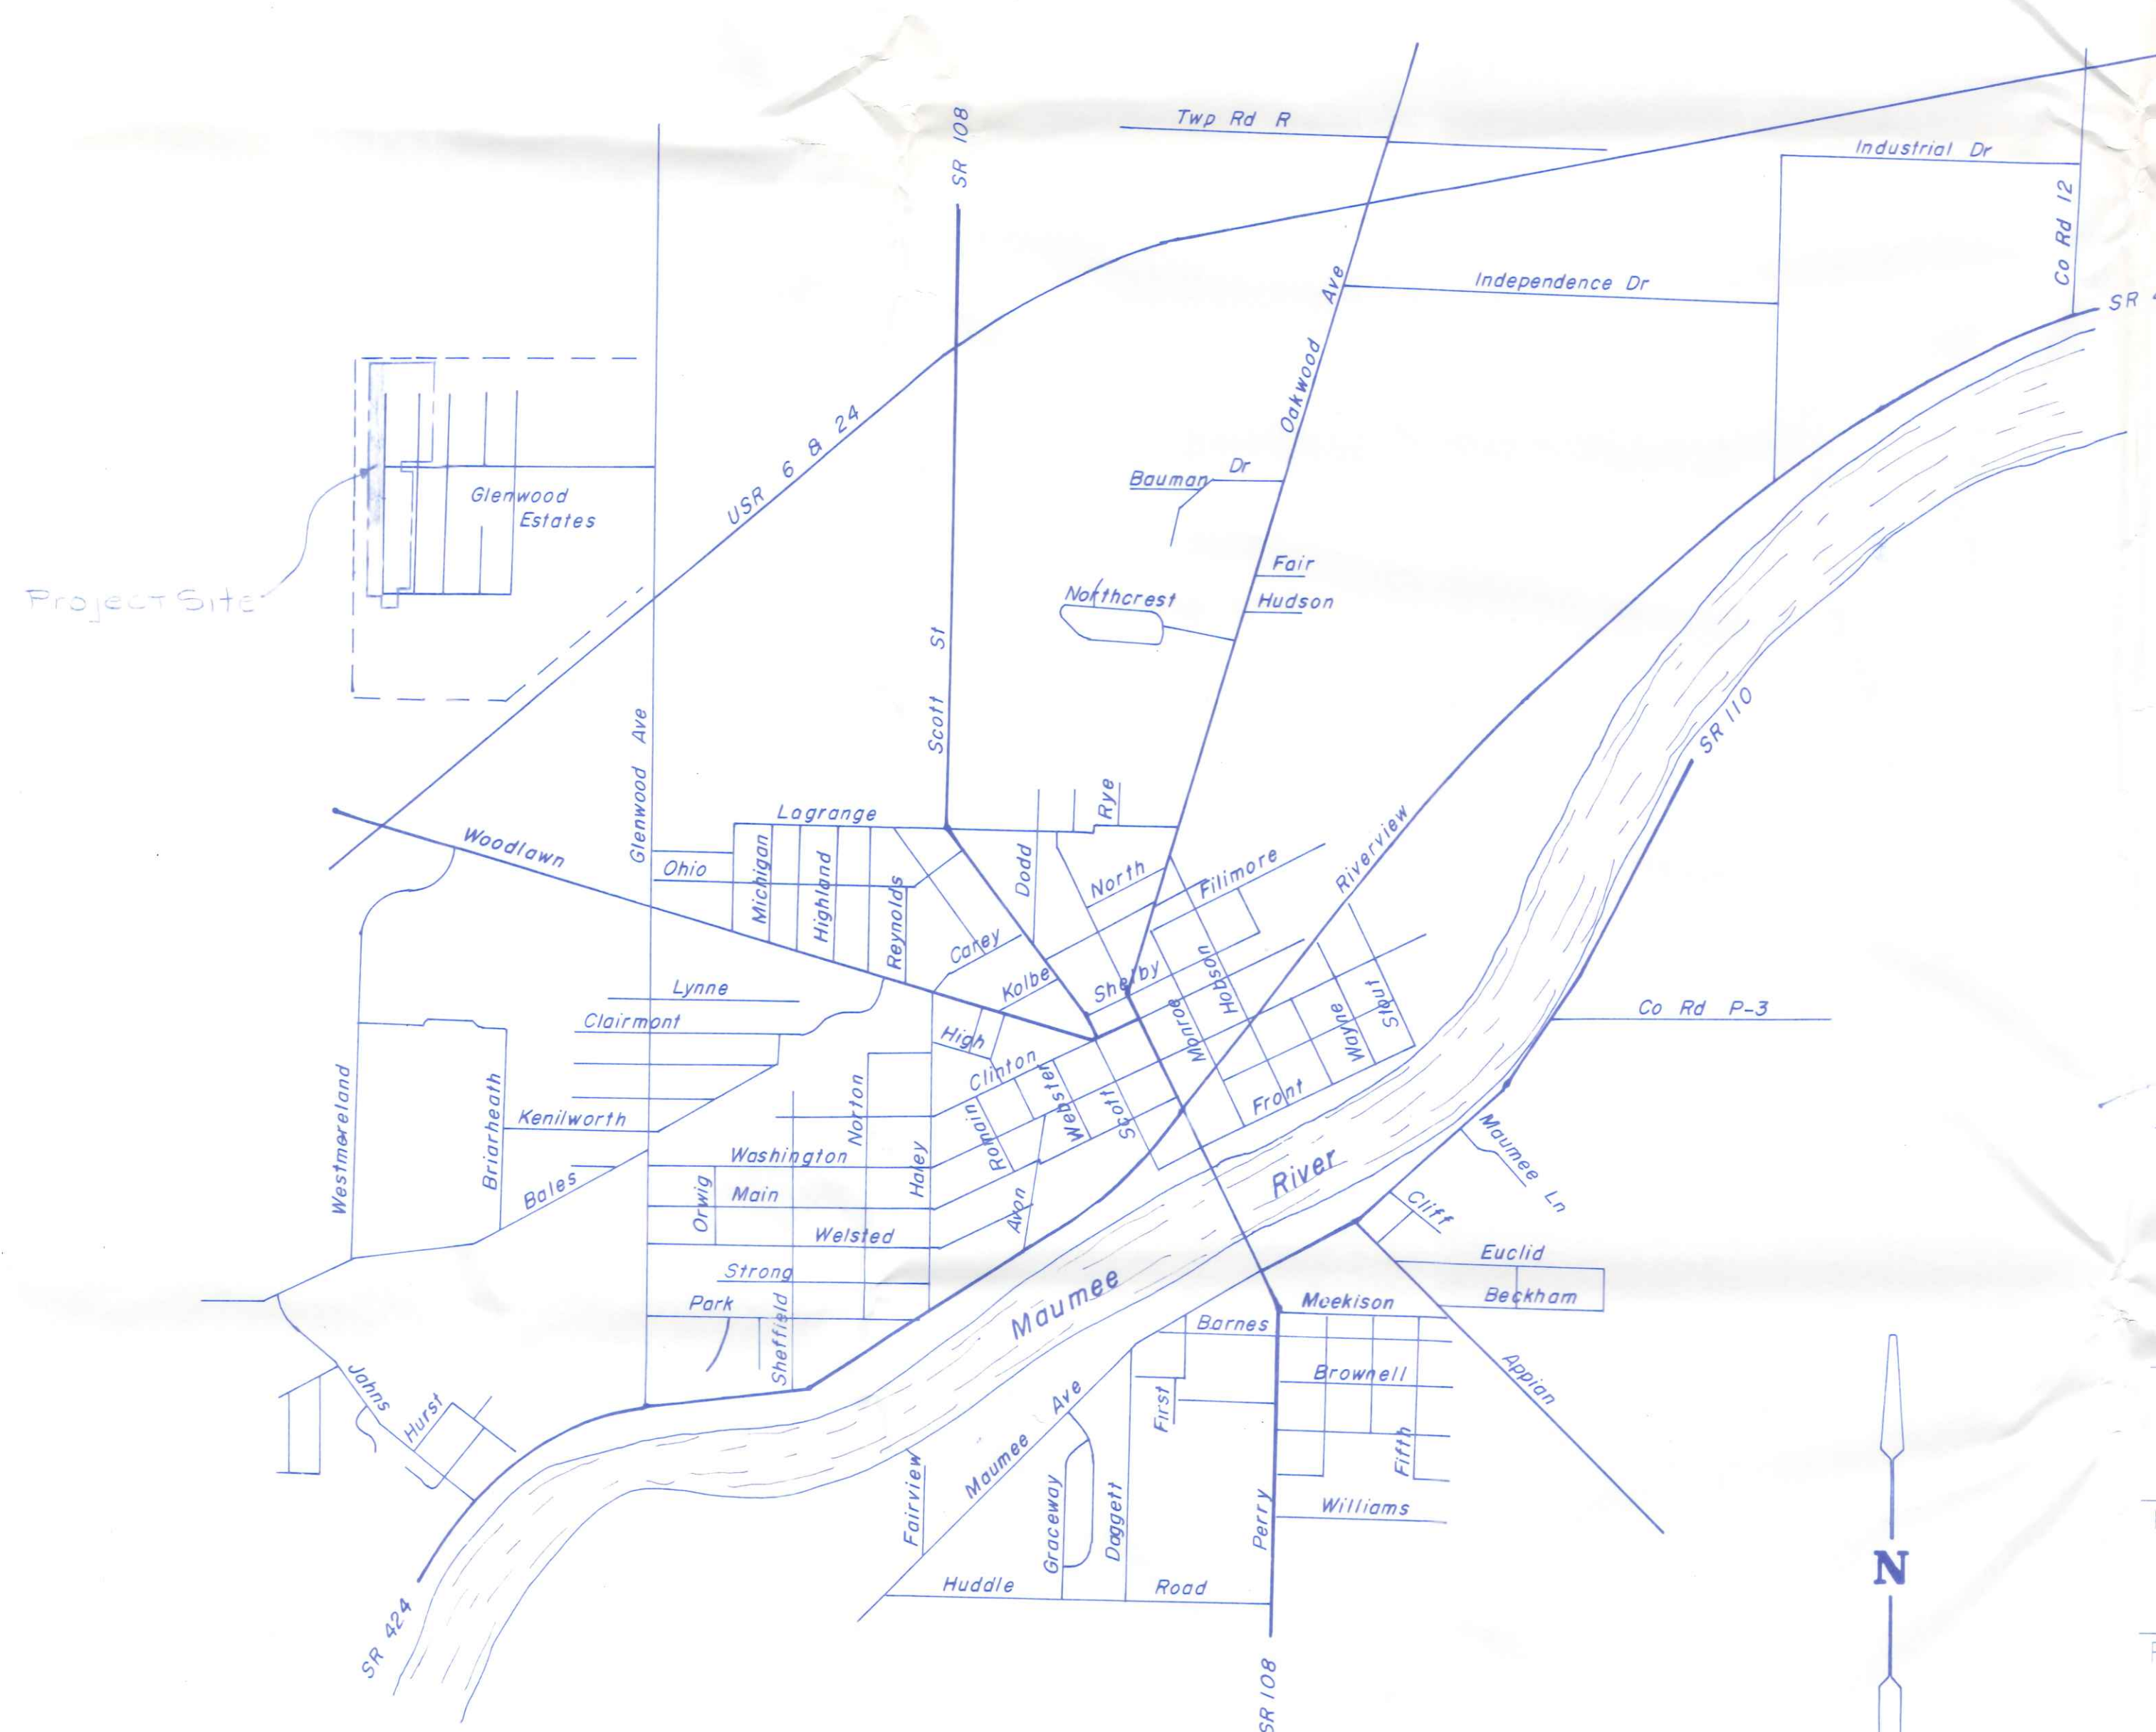 Twp Rd R
SR 108
Industrial Dr
Co Rd 12
Independence Dr
SR
Oakwood Ave
USR 6 & 24
Bauman Dr
Glenwood
Estates
Fair
Hudson
Northcrest
Project Site
Scott St
SR 110
Glenwood Ave
Rye
Lagrange
Riverview
Woodlawn
Ohio
Michigan
Highland
Reynolds
Dodd
North
Fillmore
Carey
Kolbe
Shelby
Hobson
Monroe
Stout
Wayne
Lynne
Clairmont
High
Clinton
Co Rd P-3
Westmoreland
Briarheath
Kenilworth
Norton
Romain
Webster
Scott
Front
Washington
Haley
Bales
Orwig
Main
Avon
Welsted
River
Maumee Ln
Cliff
Strong
Euclid
Park
Sheffield
Maumee
Meekison
Beckham
Barnes
Jahns
Hurst
Brownell
Appian
Maumee Ave
First
Fifth
Fairview
Graceway
Daggett
Perry
Williams
N
Huddle Road
SR 424
SR 108